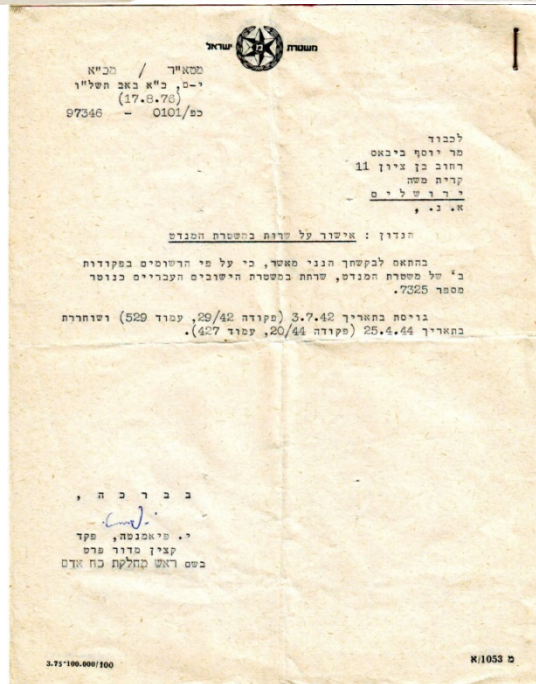 משטרת ישראל
מטא"ר / מכ"א
י-ם, כ"א באב תשל"ו
(17.8.76)
כפ/0101 – 97346
לכבוד
מר יוסף ביבאס
רחוב בן ציון 11
קרית משה
ירושלים
א. נ. ,
הנדון : אישור על שרות במשטרת המנדט
בהתאם לבקשתך הנני מאשר, כי על פי הרשומים בפקודות
ב' של משטרת המנדט, שרתת במשטרת הישובים העבריים כנוטר
מספר 7325.
גויסת בתאריך 3.7.42 (פקודה 29/42, עמוד 529) ושוחררת
בתאריך 25.4.44 (פקודה 20/44, עמוד 427).
בברכה,
י. פיאמנטה, פקד
קצין מדור פרט
בשם ראש מחלקת כח אדם
3.75-100.000/100
מ 1053/א